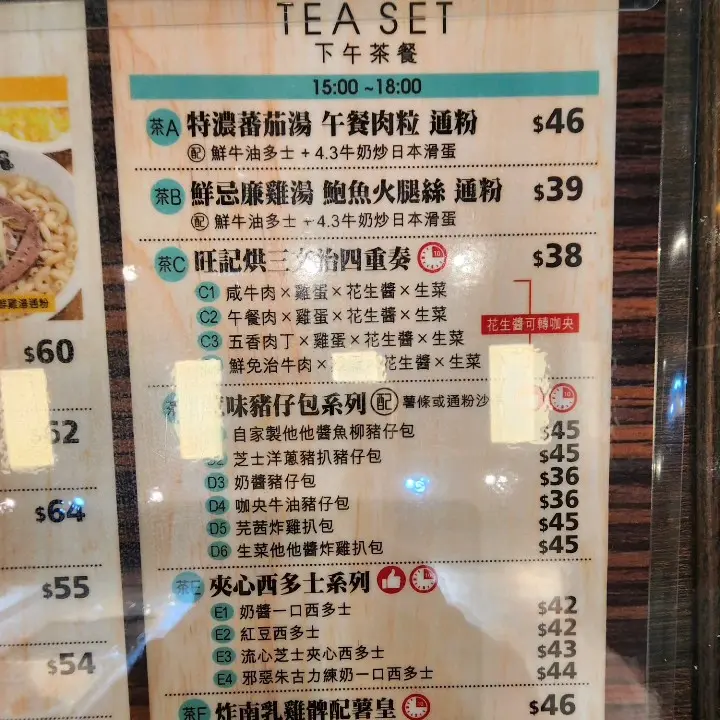 TEA SET
下午茶餐
15:00 ~18:00
茶A 特濃蕃茄湯 午餐肉粒 通粉 $46
配 鮮牛油多士 + 4.3牛奶炒日本滑蛋
茶B 鮮忌廉雞湯 鮑魚火腿絲 通粉 $39
配 鮮牛油多士 + 4.3牛奶炒日本滑蛋
茶C 旺記烘三文治四重奏 10 $38
C1 咸牛肉×雞蛋×花生醬×生菜
C2 午餐肉×雞蛋×花生醬×生菜
花生醬可轉咖央
C3 五香肉丁×雞蛋×花生醬×生菜
鮮免治牛肉× 花生醬×生菜
味豬仔包系列 配 薯條或通粉沙 10
自家製他他醬魚柳豬仔包 $45
芝士洋蔥豬扒豬仔包 $45
D3 奶醬豬仔包 $36
D4 咖央牛油豬仔包 $36
D5 芫茜炸雞扒包 $45
D6 生菜他他醬炸雞扒包 $45
茶E 夾心西多士系列 10
E1 奶醬一口西多士 $42
E2 紅豆西多士 $42
E3 流心芝士夾心西多士 $43
E4 邪惡朱古力練奶一口西多士 $44
茶F 炸南乳雞髀配薯皇 $46
鮮雞湯通粉
$60
$52
$64
$55
$54